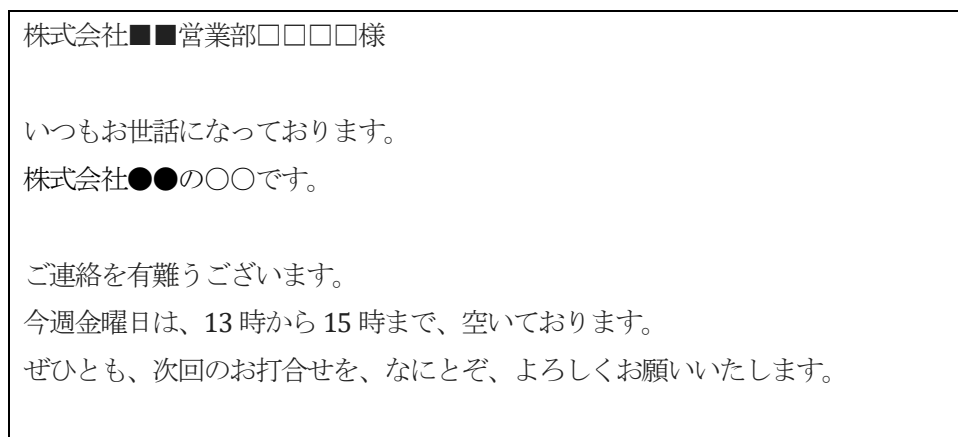 株式会社■■営業部□□□□様
いつもお世話になっております。
株式会社●●の〇〇です。
ご連絡を有難うございます。
今週金曜日は、13時から15時まで、空いております。
ぜひとも、次回のお打合せを、なにとぞ、よろしくお願いいたします。